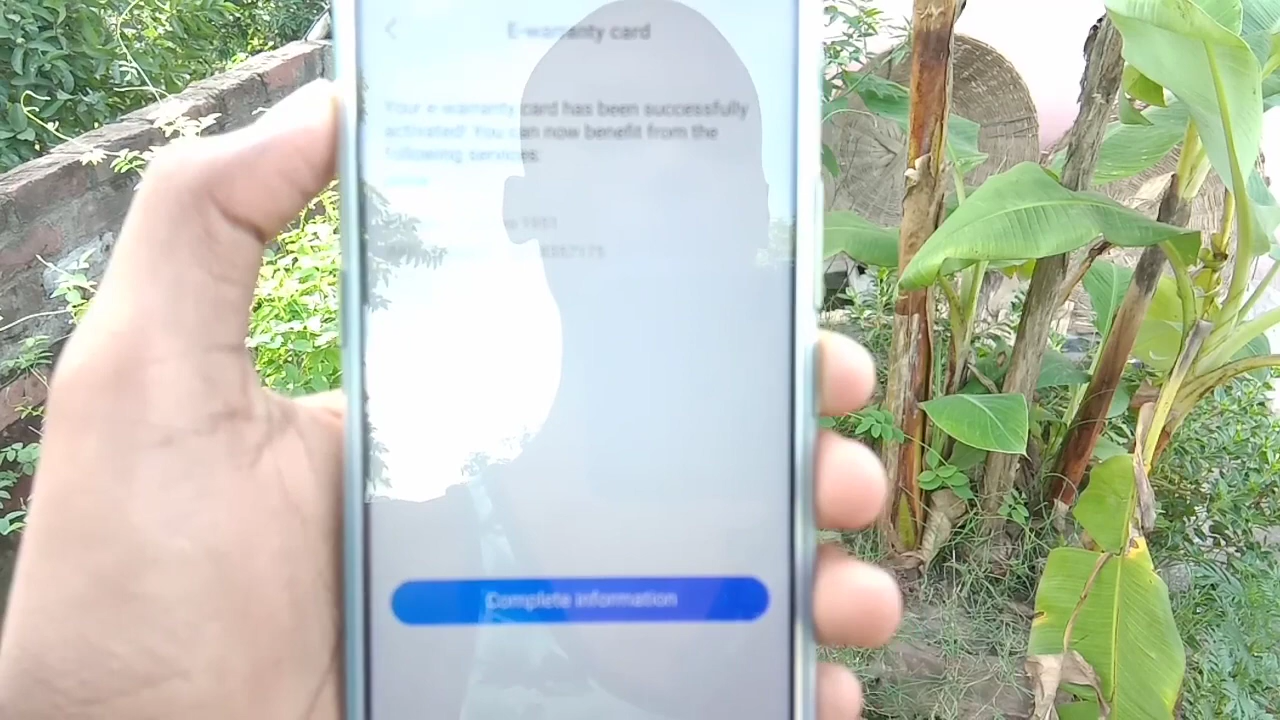 E-warranty card
Your e-warranty card has been successfully
activated! You can now benefit from the
following services:
1951
Complete information